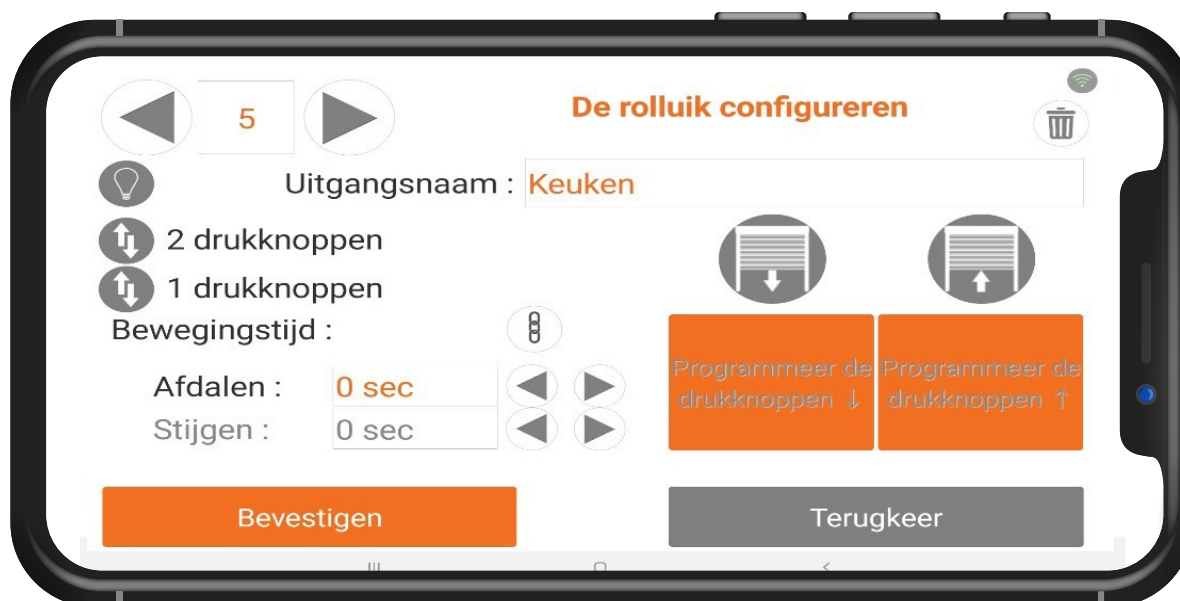 5
De rolluik configureren
Uitgangsnaam : Keuken
2 drukknoppen
1 drukknoppen
Bewegingstijd :
Afdalen : 0 sec
Stijgen : 0 sec
Programmeer de
drukknoppen ↓
Programmeer de
drukknoppen ↑
Bevestigen
Terugkeer